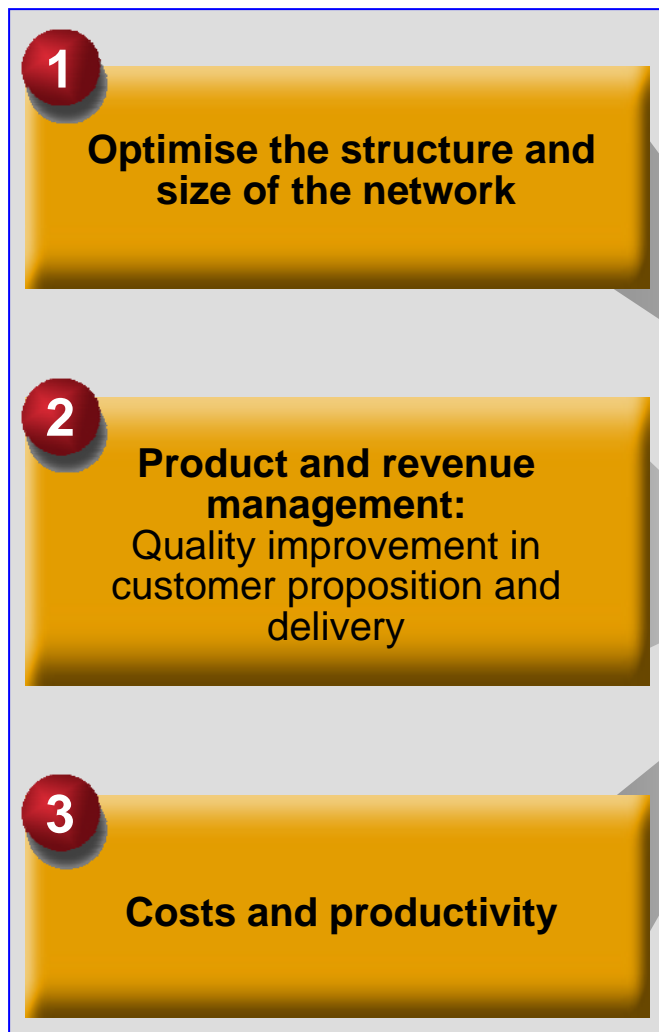 1
Optimise the structure and
size of the network
2
Product and revenue
management:
Quality improvement in
customer proposition and
delivery
3
Costs and productivity